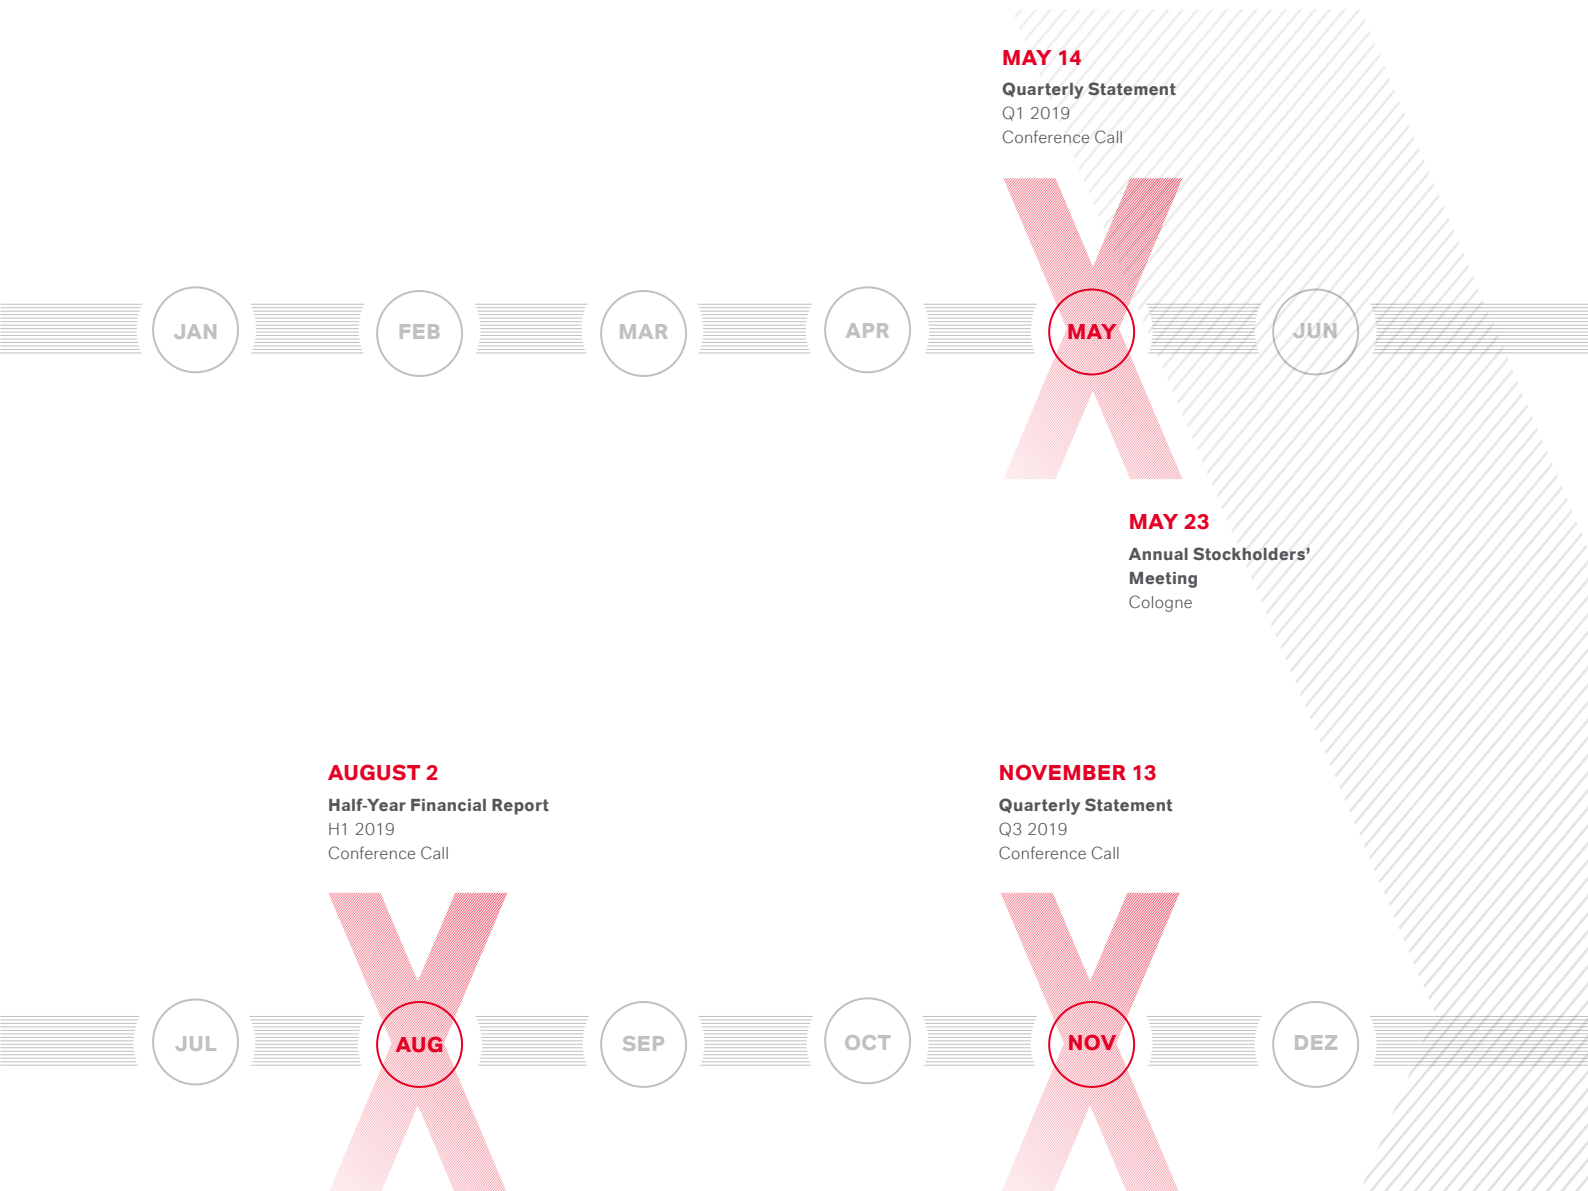 MAY 14
Quarterly Statement
Q1 2019
Conference Call
JAN
FEB
MAR
APR
MAY
JUN
MAY 23
Annual Stockholders’
Meeting
Cologne
AUGUST 2
Half-Year Financial Report
H1 2019
Conference Call
NOVEMBER 13
Quarterly Statement
Q3 2019
Conference Call
JUL
AUG
SEP
OCT
NOV
DEZ